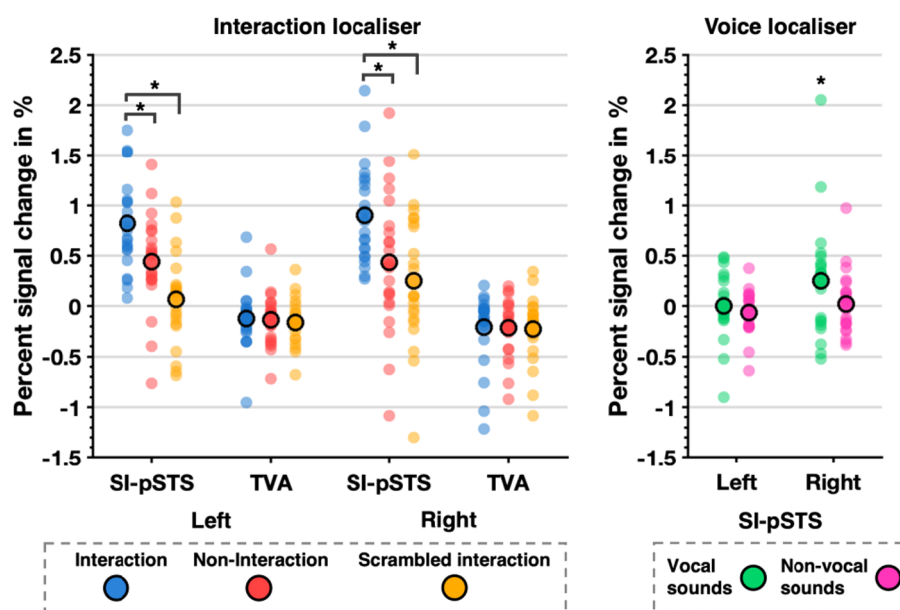 Interaction localiser
Percent signal change in %
2.5
2
1.5
1
0.5
0
-0.5
-1
-1.5
* * * *
SI-pSTS TVA SI-pSTS TVA
Left Right
Interaction Non-Interaction Scrambled interaction
Voice localiser
Percent signal change in %
2.5
2
1.5
1
0.5
0
-0.5
-1
-1.5
*
Left Right
SI-pSTS
Vocal sounds
Non-vocal sounds